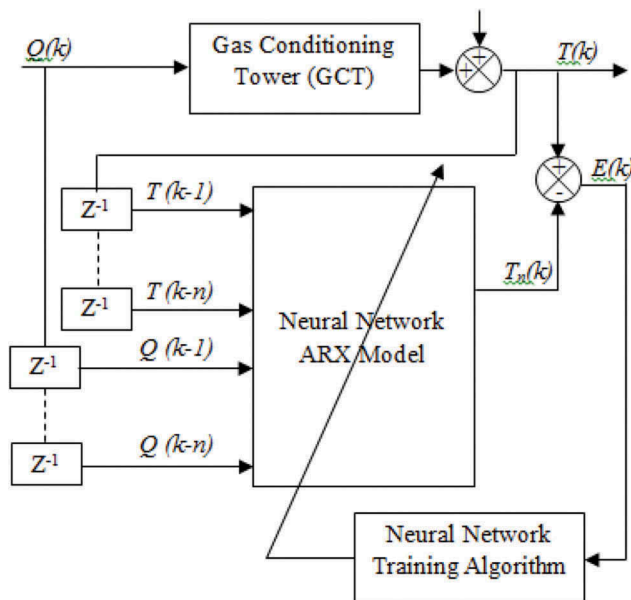 Q(k)
Gas Conditioning
Tower (GCT)
+
+
T(k)
Z-1
T (k-1)
+
-
E(k)
Tn(k)
Z-1
T (k-n)
Neural Network
ARX Model
Z-1
Q (k-1)
Z-1
Q (k-n)
Neural Network
Training Algorithm